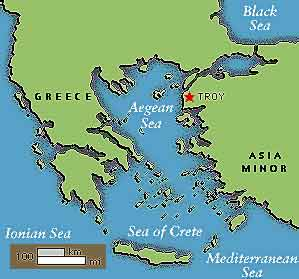 Black
Sea
GREECE
TROY
Aegean
Sea
ASIA
MINOR
Ionian Sea
Sea of Crete
100
km
mi
Mediterranean
Sea